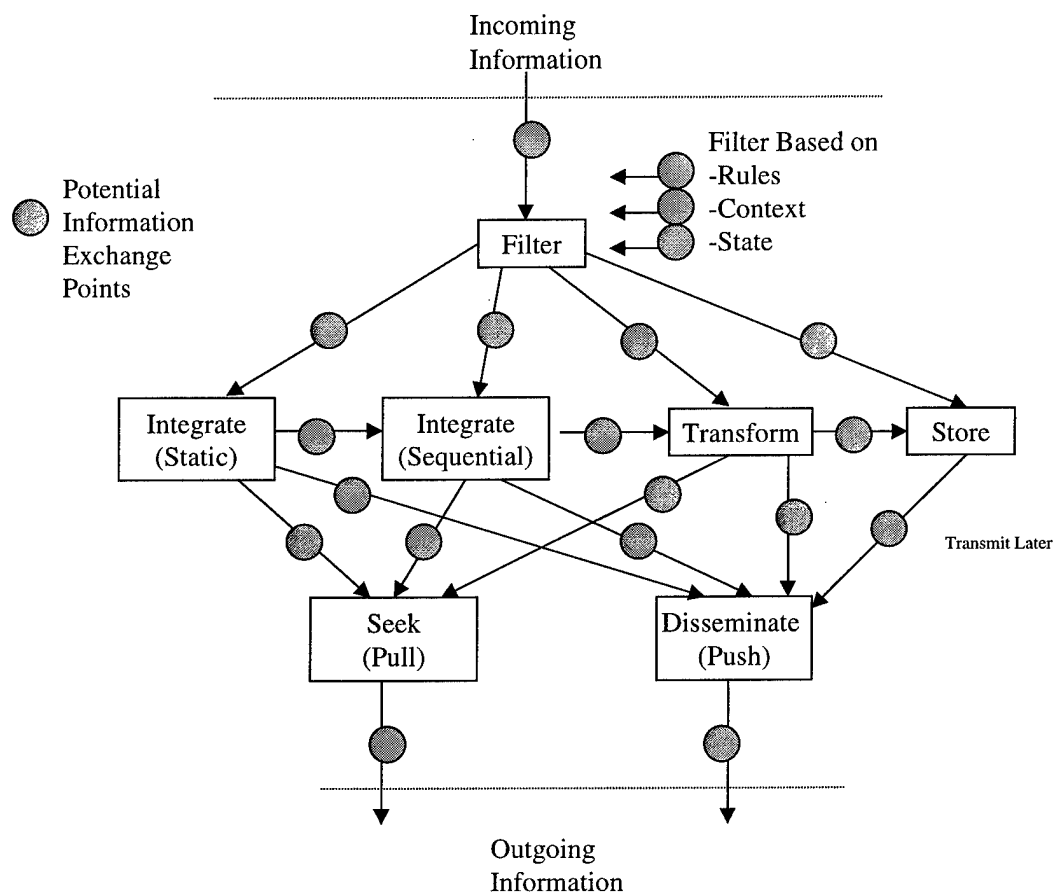 Incoming
Information
Filter Based on
-Rules
-Context
-State
Potential
Information
Exchange
Points
Filter
Integrate
(Static)
Integrate
(Sequential)
Transform
Store
Transmit Later
Seek
(Pull)
Disseminate
(Push)
Outgoing
Information